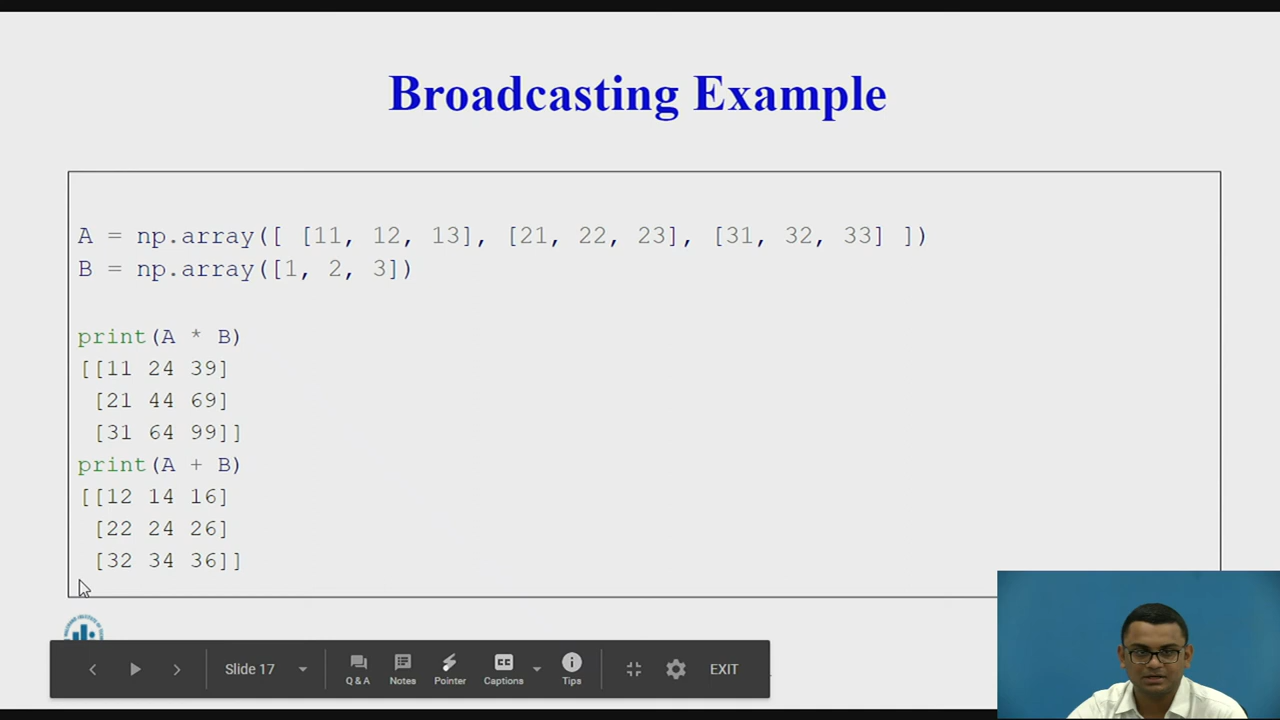 Broadcasting Example
A = np.array([ [11, 12, 13], [21, 22, 23], [31, 32, 33] ])
B = np.array([1, 2, 3])
print(A * B)
[[11 24 39]
[21 44 69]
[31 64 99]]
print(A + B)
[[12 14 16]
[22 24 26]
[32 34 36]]
Slide 17
Q & A
Notes
Pointer
CC
Captions
Tips
EXIT